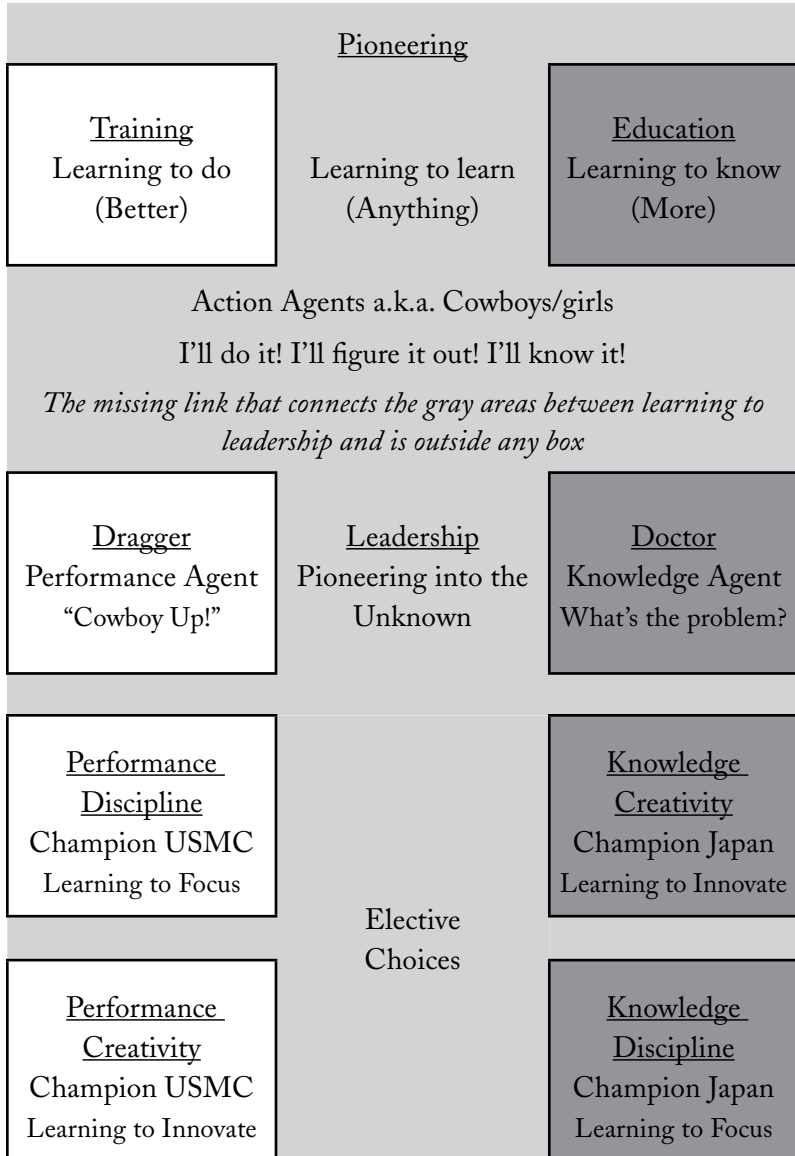 Pioneering
Training
Learning to do
(Better)
Learning to learn
(Anything)
Education
Learning to know
(More)
Action Agents a.k.a. Cowboys/girls
I’ll do it! I’ll figure it out! I’ll know it!
The missing link that connects the gray areas between learning to
leadership and is outside any box
Dragger
Performance Agent
“Cowboy Up!”
Leadership
Pioneering into the
Unknown
Doctor
Knowledge Agent
What’s the problem?
Performance
Discipline
Champion USMC
Learning to Focus
Knowledge
Creativity
Champion Japan
Learning to Innovate
Elective
Choices
Performance
Creativity
Champion USMC
Learning to Innovate
Knowledge
Discipline
Champion Japan
Learning to Focus